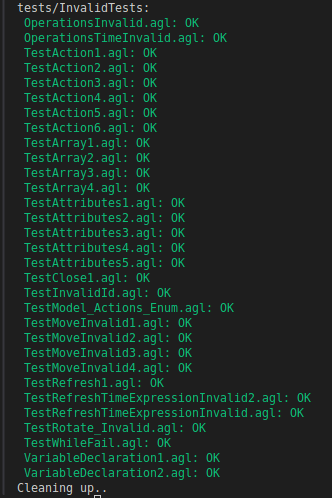 tests/InvalidTests:
OperationsInvalid.agl: OK
OperationsTimeInvalid.agl: OK
TestAction1.agl: OK
TestAction2.agl: OK
TestAction3.agl: OK
TestAction4.agl: OK
TestAction5.agl: OK
TestAction6.agl: OK
TestArray1.agl: OK
TestArray2.agl: OK
TestArray3.agl: OK
TestArray4.agl: OK
TestAttributes1.agl: OK
TestAttributes2.agl: OK
TestAttributes3.agl: OK
TestAttributes4.agl: OK
TestAttributes5.agl: OK
TestClose1.agl: OK
TestInvalidId.agl: OK
TestModel_Actions_Enum.agl: OK
TestMoveInvalid1.agl: OK
TestMoveInvalid2.agl: OK
TestMoveInvalid3.agl: OK
TestMoveInvalid4.agl: OK
TestRefresh1.agl: OK
TestRefreshTimeExpressionInvalid2.agl: OK
TestRefreshTimeExpressionInvalid.agl: OK
TestRotate_Invalid.agl: OK
TestWhileFail.agl: OK
VariableDeclaration1.agl: OK
VariableDeclaration2.agl: OK
Cleaning up..